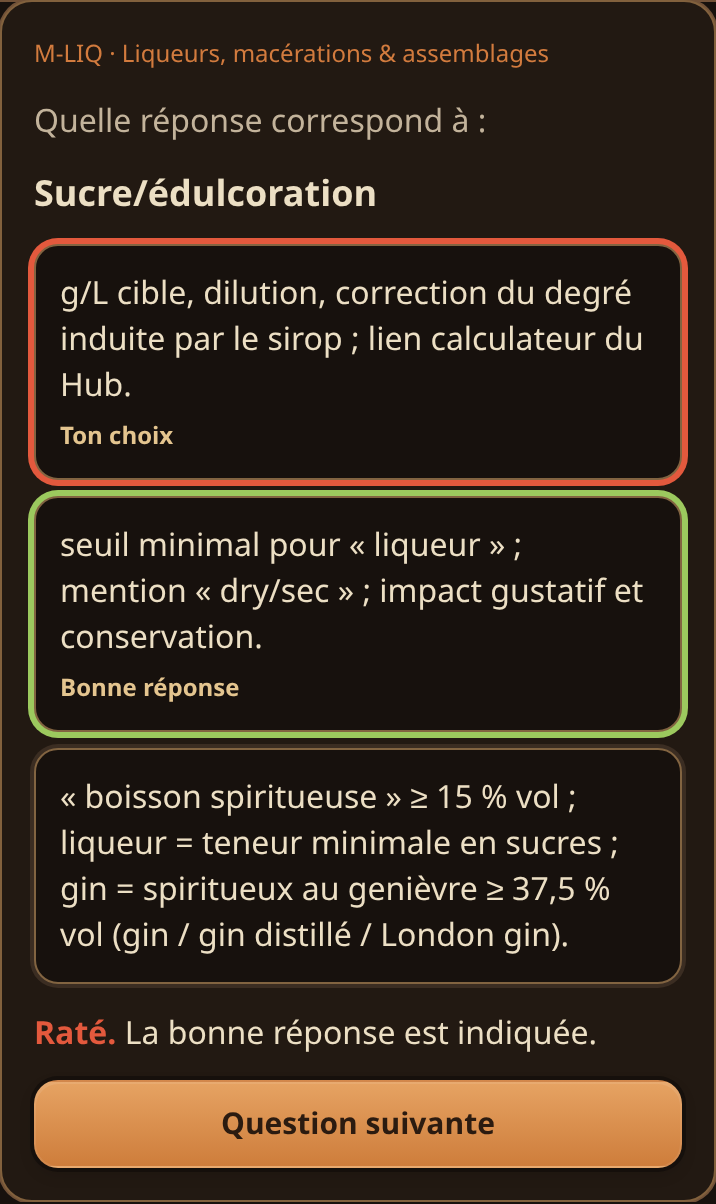 M-LIQ · Liqueurs, macérations & assemblages
Quelle réponse correspond à :
Sucre/édulcoration
g/L cible, dilution, correction du degré
induite par le sirop ; lien calculateur du
Hub.
Ton choix
seuil minimal pour « liqueur » ;
mention « dry/sec » ; impact gustatif et
conservation.
Bonne réponse
« boisson spiritueuse » ≥ 15 % vol ;
liqueur = teneur minimale en sucres ;
gin = spiritueux au genièvre ≥ 37,5 %
vol (gin / gin distillé / London gin).
Raté. La bonne réponse est indiquée.
Question suivante